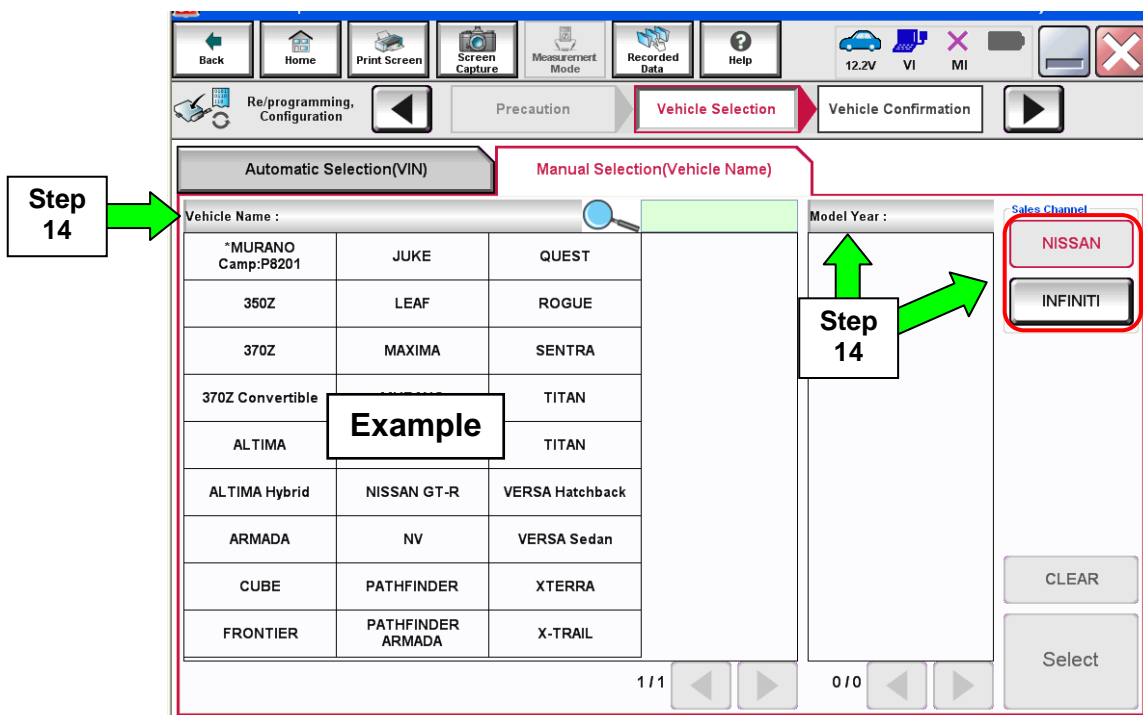 Back
Home
Print Screen
Screen
Capture
Measurement
Mode
Recorded
Data
Help
12.2V
VI
MI
Re/programming,
Configuration
Precaution
Vehicle Selection
Vehicle Confirmation
Automatic Selection(VIN)
Manual Selection(Vehicle Name)
Step
14
Vehicle Name :
Model Year :
Sales Channel
*MURANO
Camp:P8201
JUKE
QUEST
NISSAN
350Z
LEAF
ROGUE
INFINITI
Step
14
370Z
MAXIMA
SENTRA
370Z Convertible
TITAN
Example
ALTIMA
TITAN
ALTIMA Hybrid
NISSAN GT-R
VERSA Hatchback
ARMADA
NV
VERSA Sedan
CUBE
PATHFINDER
XTERRA
CLEAR
FRONTIER
PATHFINDER
ARMADA
X-TRAIL
Select
1/1
0/0